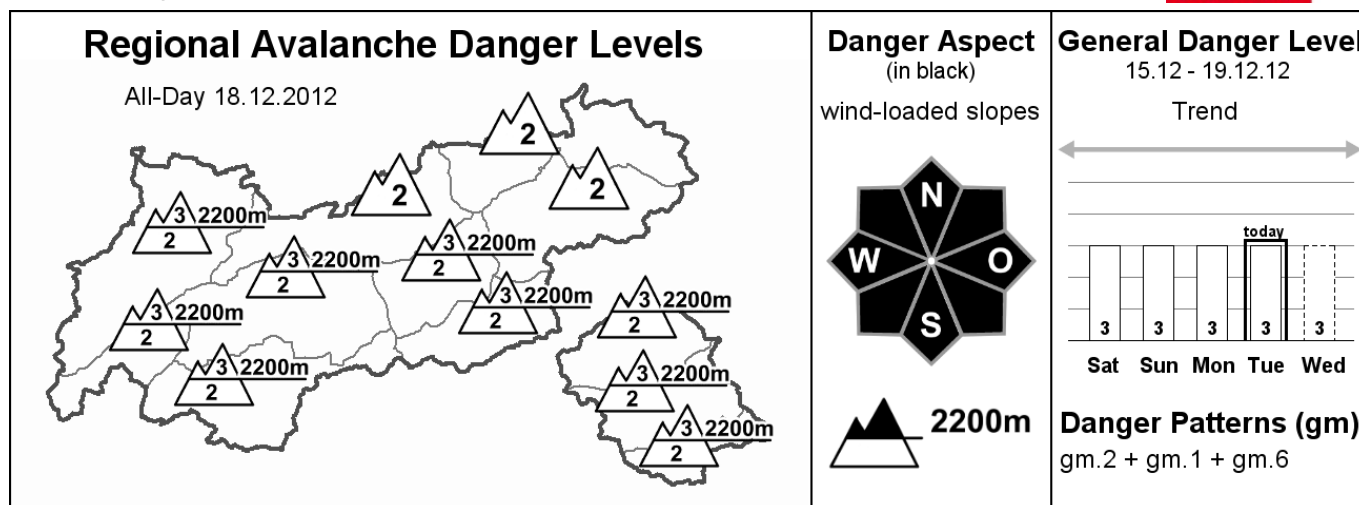 Regional Avalanche Danger Levels
All-Day 18.12.2012
2
2
2
3 2200m
2
3 2200m
2
3 2200m
2
3 2200m
2
3 2200m
2
3 2200m
2
3 2200m
2
3 2200m
2
3 2200m
2
Danger Aspect
(in black)
wind-loaded slopes
N
W
O
S
2200m
General Danger Level
15.12 - 19.12.12
Trend
today
3 3 3 3 3
Sat Sun Mon Tue Wed
Danger Patterns (gm)
gm.2 + gm.1 + gm.6